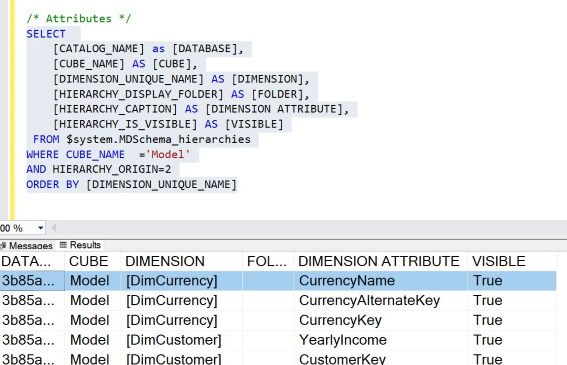 /* Attributes */
SELECT
[CATALOG_NAME] as [DATABASE],
[CUBE_NAME] AS [CUBE],
[DIMENSION_UNIQUE_NAME] AS [DIMENSION],
[HIERARCHY_DISPLAY_FOLDER] AS [FOLDER],
[HIERARCHY_CAPTION] AS [DIMENSION ATTRIBUTE],
[HIERARCHY_IS_VISIBLE] AS [VISIBLE]
FROM $system.MDSchema_hierarchies
WHERE CUBE_NAME ='Model'
AND HIERARCHY_ORIGIN=2
ORDER BY [DIMENSION_UNIQUE_NAME]
00 %
Messages Results
DATA... CUBE DIMENSION FOL... DIMENSION ATTRIBUTE VISIBLE
3b85a... Model [DimCurrency] CurrencyName True
3b85a... Model [DimCurrency] CurrencyAlternateKey True
3b85a... Model [DimCurrency] CurrencyKey True
3b85a... Model [DimCustomer] YearlyIncome True
3b85a... Model [DimCustomer] CustomerKey True